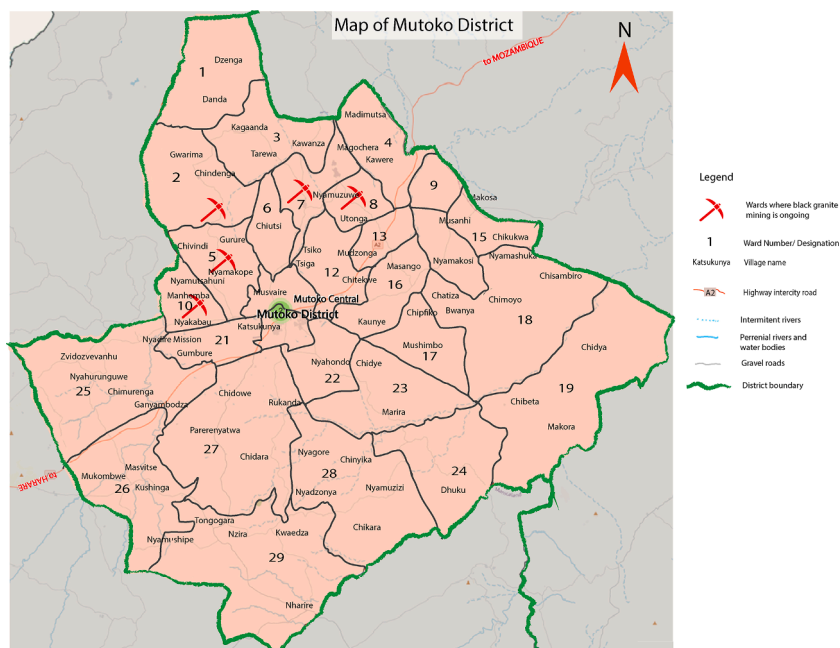 Map of Mutoko District
N
to MOZAMBIQUE
1
Dzenga
Danda
Madimutsa
Kagaanda
3
Kawanza
Tarewa
4
Magochera
Kawere
Gwarima
2
Chindenga
9
Makosa
6
7
Nyamuzuwe
8
Utonga
Chiutsi
Musanhi
15
Chikukwa
13
A2
Chivindi
Gurure
5
Nyamakope
Tsiko
Tsiga
Mudzonga
12
Chitekwe
Masango
16
Nyamakosi
Nyamashuka
Chisambiro
Nyamutsahuni
Manhemba
10
Nyakabau
Musvaire
Mutoko Central
Mutoko District
Katsukunya
Kaunye
Chatiza
Bwanya
Chipfiko
Chimoyo
18
Nyadire Mission
21
Gumbure
Mushimbo
17
Chidya
Zvidozvevanhu
Nyahurunguwe
25
Chimurenga
Ganyambodza
Nyahondo
22
Chidye
23
Marira
19
Chibeta
Makora
Chidowe
Rukanda
Parerenyatwa
27
Chidara
Masvitse
Mukombwe
26
Kushinga
to HARARE
Nyagore
Chinyika
28
Nyadzonya
Nyamuzizi
24
Dhuku
Chikara
Tongogara
Nyamushipe
Nzira
Kwaedza
29
Nharire
Legend
Wards where black granite
mining is ongoing
1
Ward Number/ Designation
Katsukunya
Village name
A2
Highway intercity road
Intermitent rivers
Perrenial rivers and
water bodies
Gravel roads
District boundary